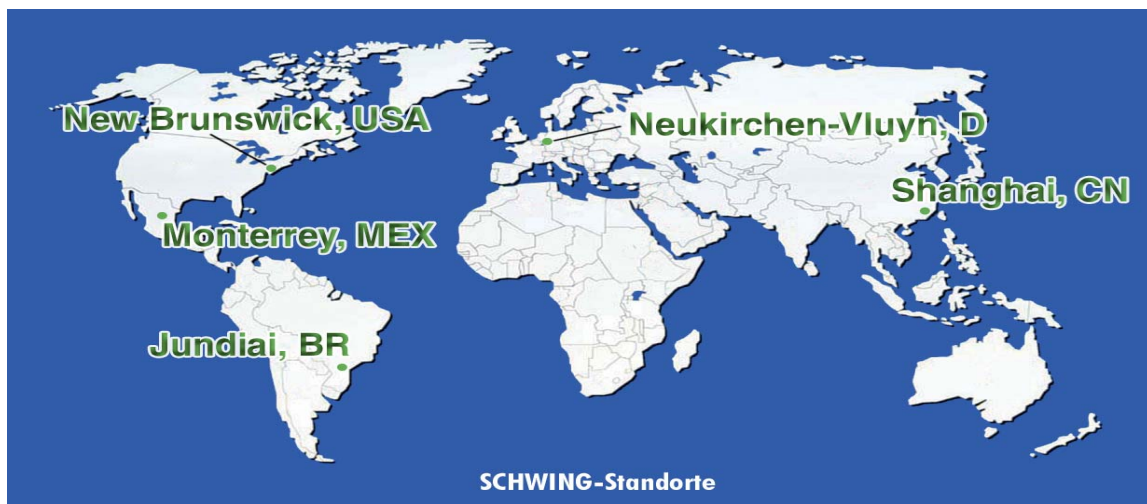 New Brunswick, USA
Neukirchen-Vluyn, D
Shanghai, CN
Monterrey, MEX
Jundiai, BR
SCHWING-Standorte